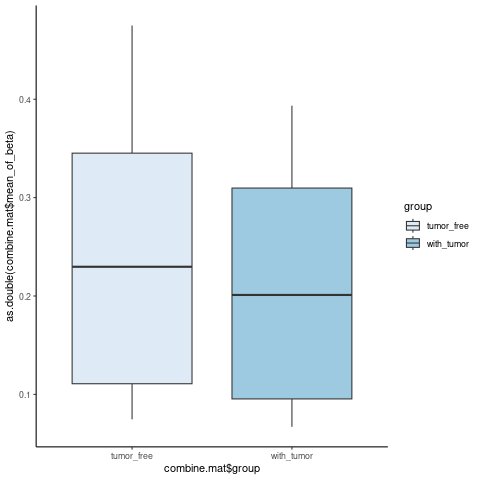 as.double(combine.mat$mean_of_beta)
0.4
0.3
0.2
0.1
tumor_free
with_tumor
combine.mat$group
group
tumor_free
with_tumor